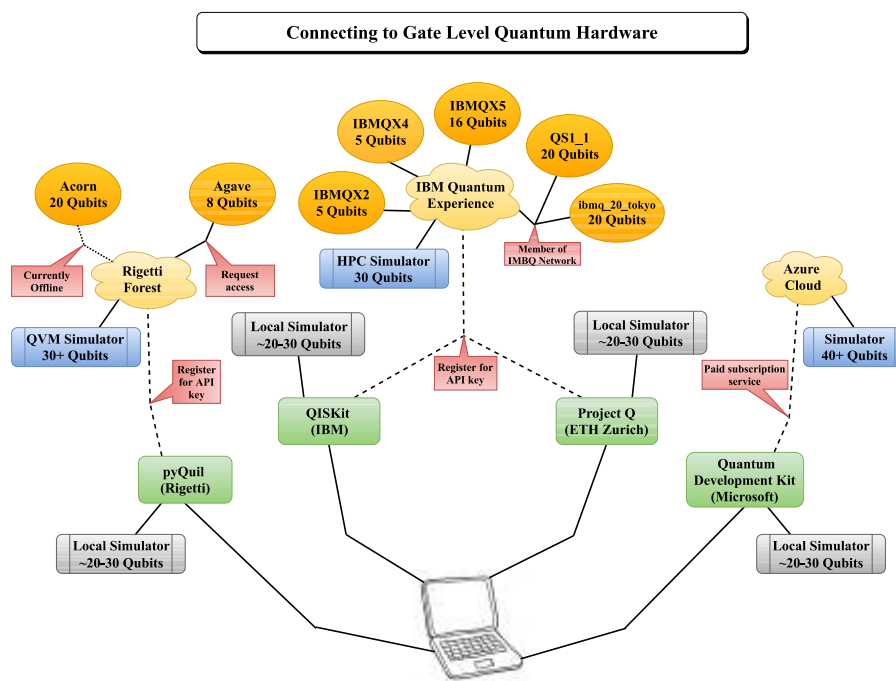 Connecting to Gate Level Quantum Hardware
IBMQX4
5 Qubits
IBMQX5
16 Qubits
QS1_1
20 Qubits
Acorn
20 Qubits
Agave
8 Qubits
IBMQX2
5 Qubits
IBM Quantum
Experience
ibmq_20_tokyo
20 Qubits
Member of
IMBQ Network
Currently
Offline
Rigetti
Forest
Request
access
HPC Simulator
30 Qubits
Azure
Cloud
QVM Simulator
30+ Qubits
Local Simulator
~20-30 Qubits
Local Simulator
~20-30 Qubits
Simulator
40+ Qubits
Register
for API
key
Register for
API key
Paid subscription
service
QISKit
(IBM)
Project Q
(ETH Zurich)
pyQuil
(Rigetti)
Quantum
Development Kit
(Microsoft)
Local Simulator
~20-30 Qubits
Local Simulator
~20-30 Qubits